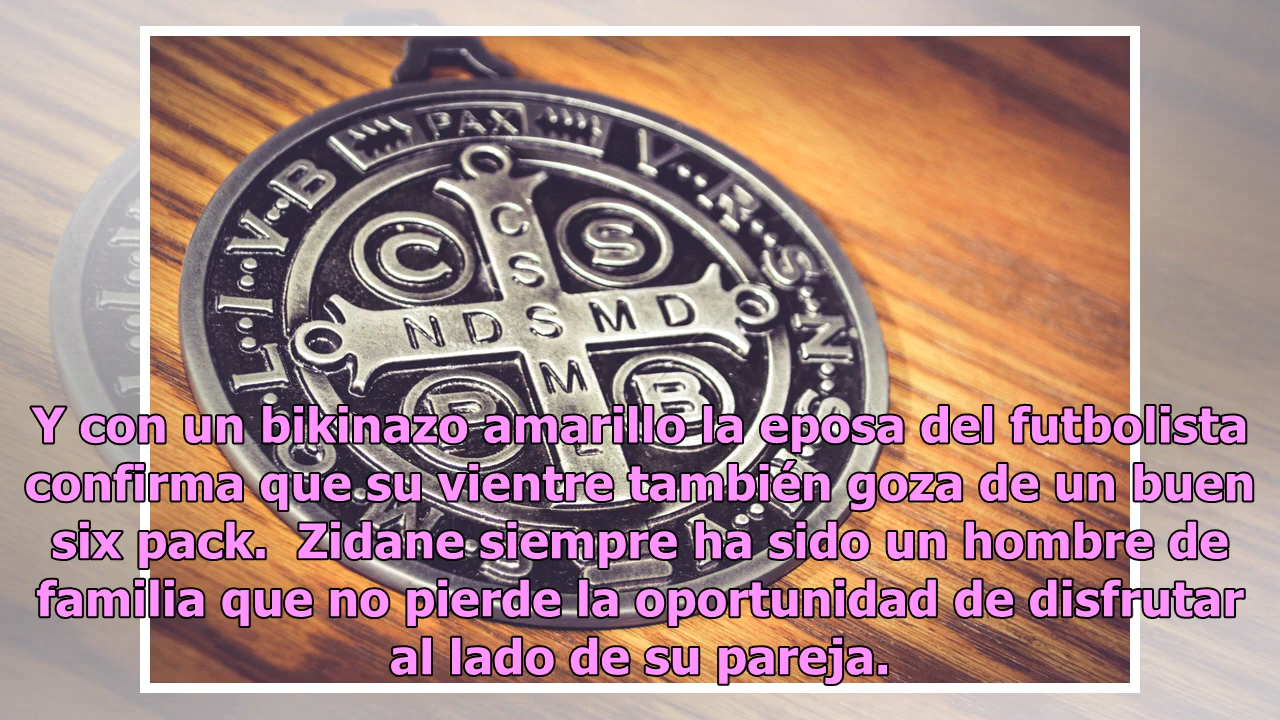 PAX
V·R·S·N·S
L·I·V·B
C S
C
S
N D S M D
M
B
L
Y con un bikinazo amarillo la eposa del futbolista
confirma que su vientre también goza de un buen
six pack.  Zidane siempre ha sido un hombre de
familia que no pierde la oportunidad de disfrutar
al lado de su pareja.